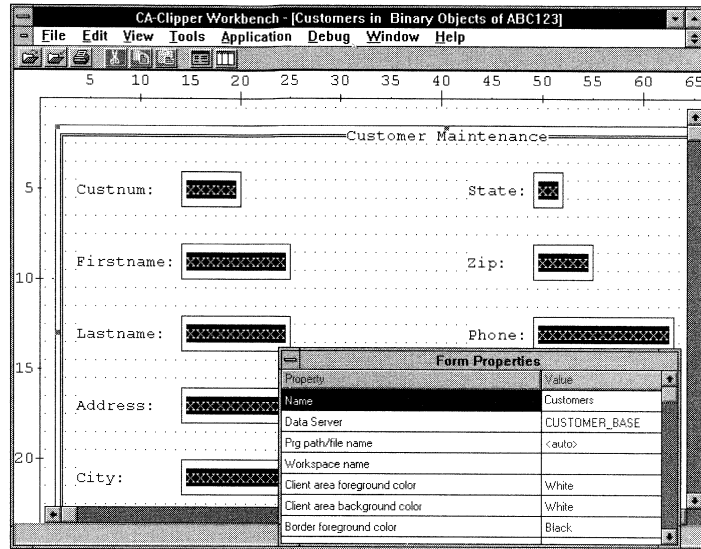 CA-Clipper Workbench - [Customers in Binary Objects of ABC123]
File Edit View Tools Application Debug Window Help
5 10 15 20 25 30 35 40 45 50 55 60 65
Customer Maintenance
5
Custnum: XXXXX State: XX
Firstname: XXXXXXXXXX Zip: XXXXX
10
Lastname: XXXXXXXXXX Phone: XXXXXXXXXXXXX
15
Address:
20
City:
Form Properties
Property Value
Name Customers
Data Server CUSTOMER_BASE
Prg path/file name <auto>
Workspace name
Client area foreground color White
Client area background color White
Border foreground color Black